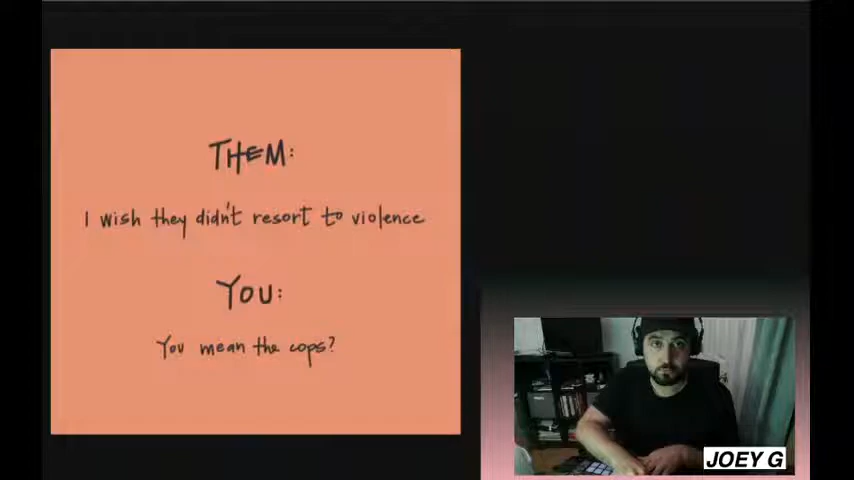 THEM:
I wish they didn't resort to violence
YOU:
You mean the cops?
JOEY G